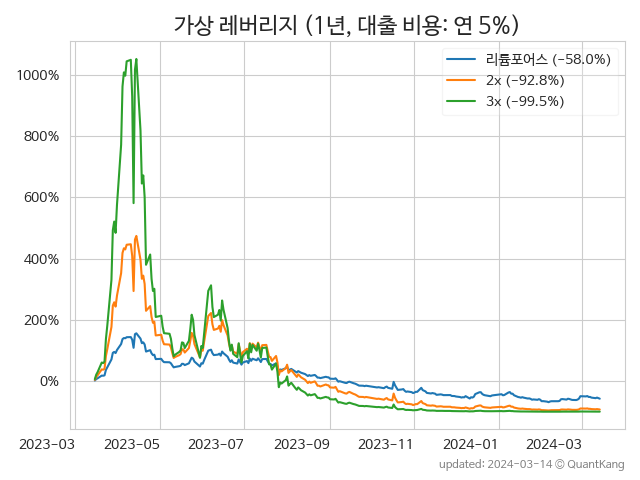 가상 레버리지 (1년, 대출 비용: 연 5%)
리튬포어스 (-58.0%)
2x (-92.8%)
3x (-99.5%)
1000%
800%
600%
400%
200%
0%
2023-03 2023-05 2023-07 2023-09 2023-11 2024-01 2024-03
updated: 2024-03-14 © QuantKang